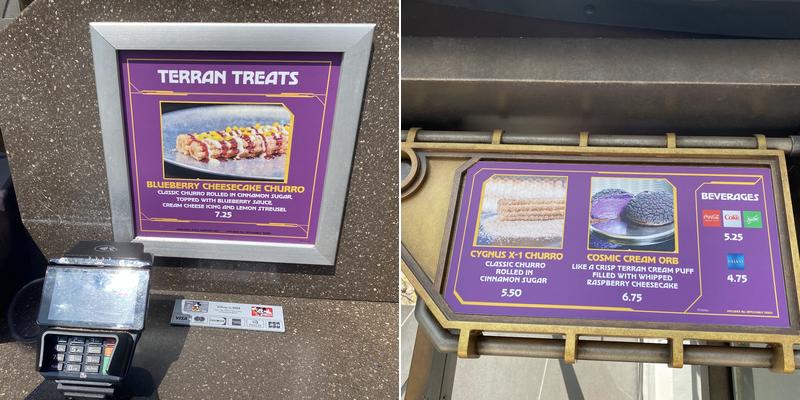 TERRAN TREATS
BLUEBERRY CHEESECAKE CHURRO
CLASSIC CHURRO ROLLED IN CINNAMON SUGAR,
TOPPED WITH BLUEBERRY SAUCE,
CREAM CHEESE ICING AND LEMON STREUSEL
7.25
VISA
CYGNUS X-1 CHURRO
CLASSIC CHURRO
ROLLED IN
CINNAMON SUGAR
5.50
COSMIC CREAM ORB
LIKE A CRISP TERRAN CREAM PUFF
FILLED WITH WHIPPED
RASPBERRY CHEESECAKE
6.75
BEVERAGES
Coke
5.25
4.75